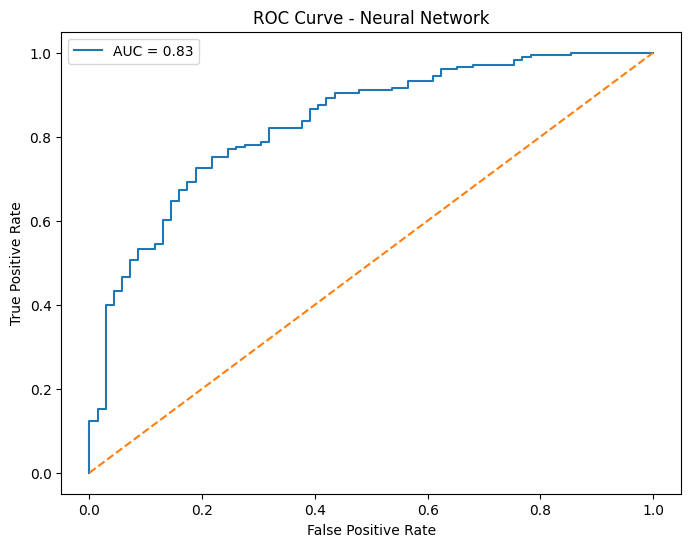 ROC Curve - Neural Network
AUC = 0.83
True Positive Rate
1.0
0.8
0.6
0.4
0.2
0.0
0.0 0.2 0.4 0.6 0.8 1.0
False Positive Rate